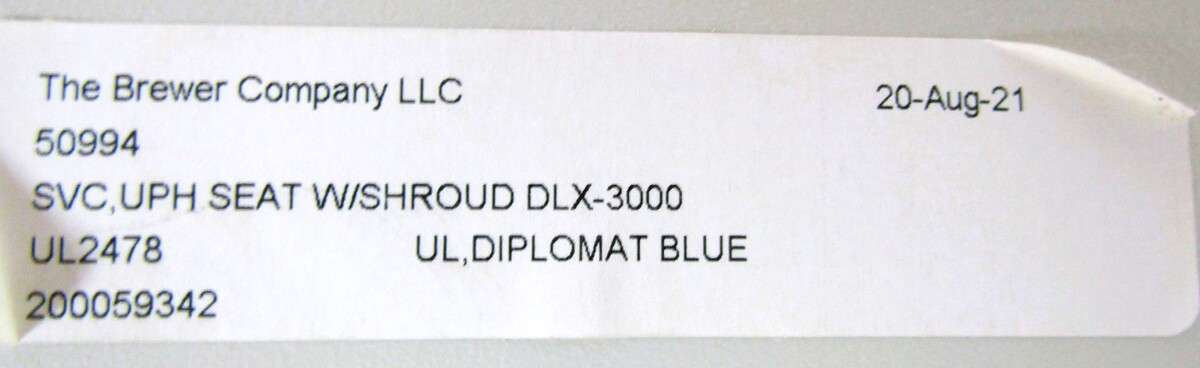 The Brewer Company LLC 20-Aug-21
50994
SVC,UPH SEAT W/SHROUD DLX-3000
UL2478 UL,DIPLOMAT BLUE
200059342